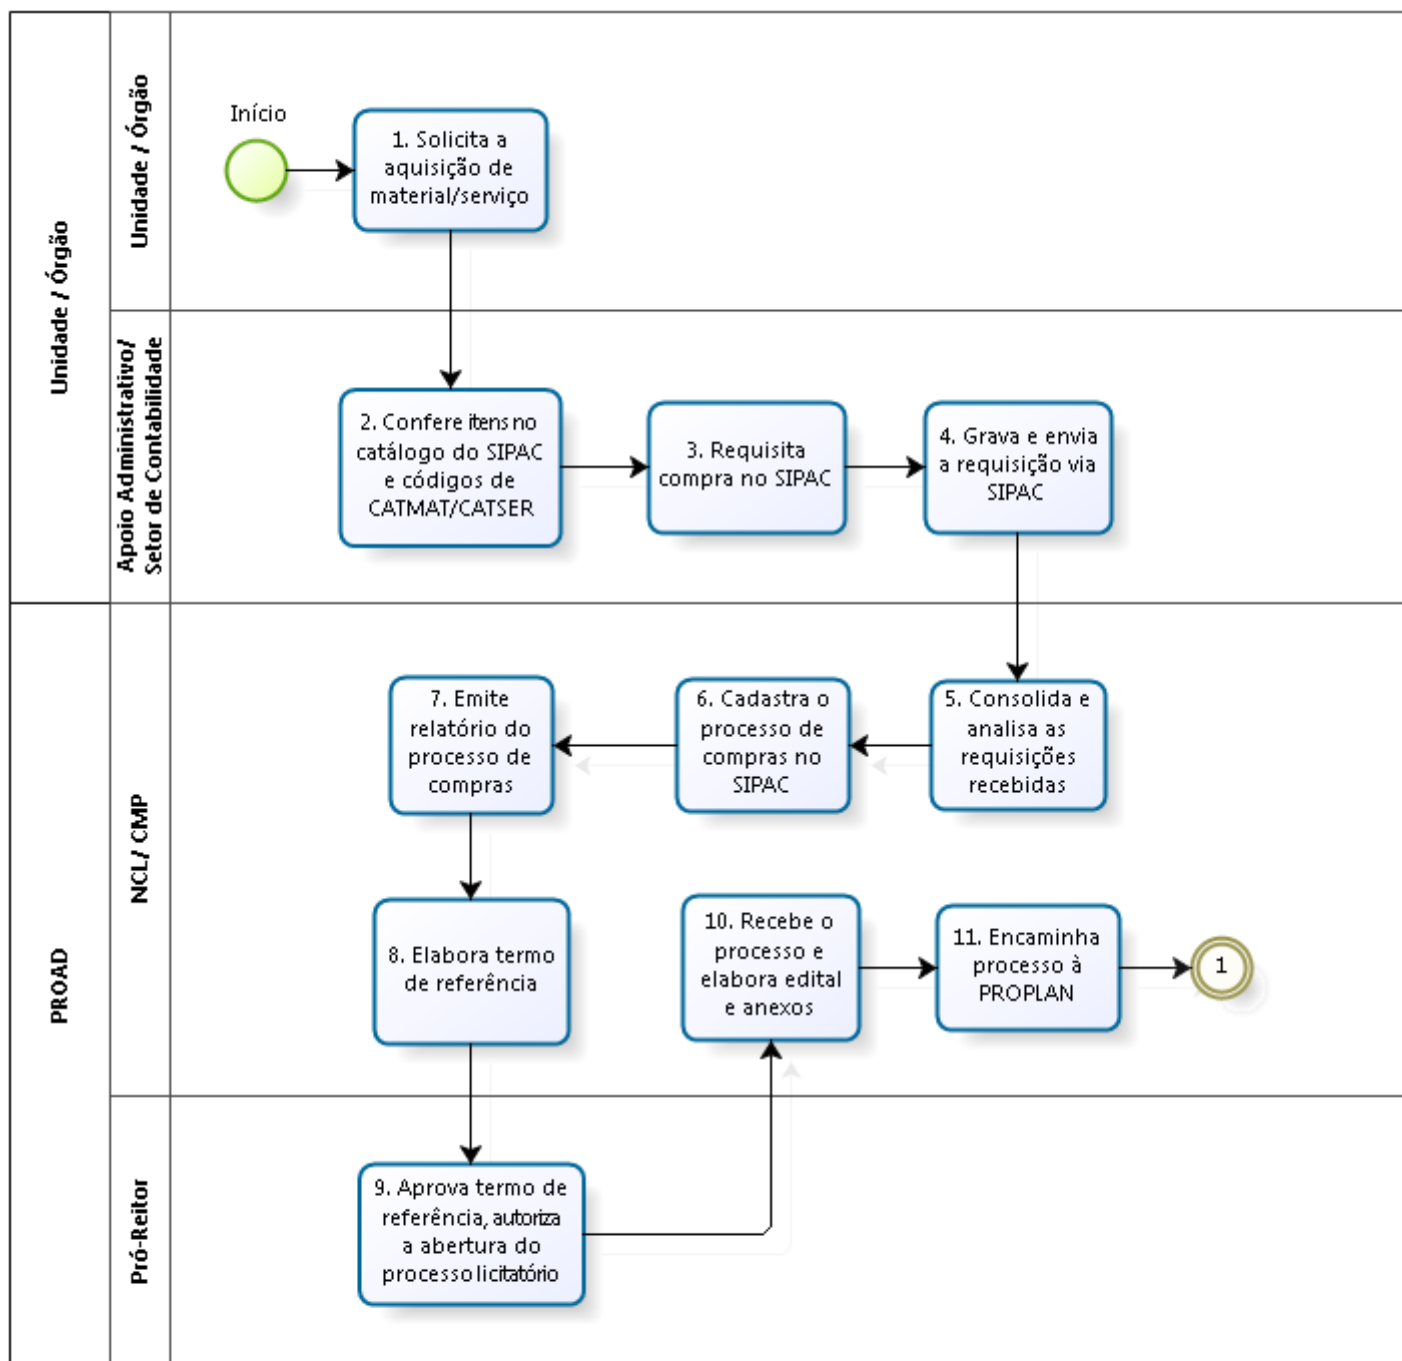 Unidade / Órgão
Unidade / Órgão
Início
1. Solicita a
aquisição de
material/serviço
Apoio Administrativo/
Setor de Contabilidade
2. Confere itens no
catálogo do SIPAC
e códigos de
CATMAT/CATSER
3. Requisita
compra no SIPAC
4. Grava e envia
a requisição via
SIPAC
PROAD
NCL/ CMP
7. Emite
relatório do
processo de
compras
6. Cadastra o
processo de
compras no
SIPAC
5. Consolida e
analisa as
requisições
recebidas
8. Elabora termo
de referência
10. Recebe o
processo e
elabora edital
e anexos
11. Encaminha
processo à
PROPLAN
1
Pró-Reitor
9. Aprova termo de
referência, autoriza
a abertura do
processo licitatório